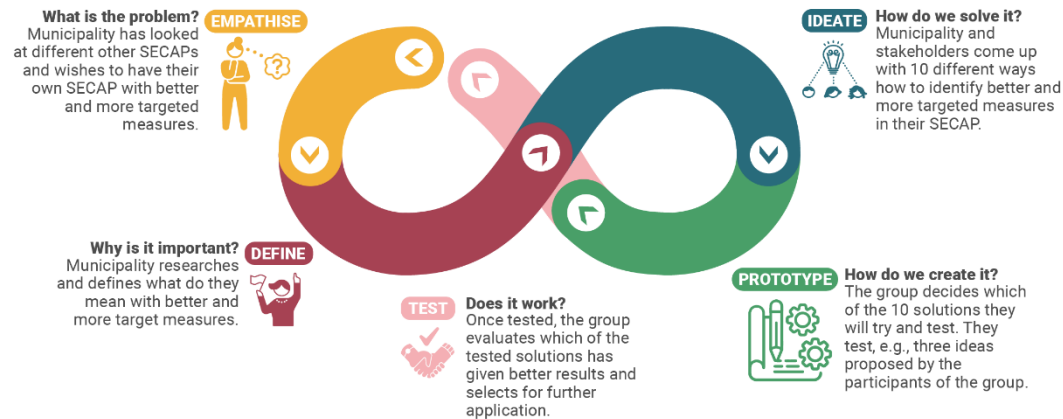 What is the problem?
EMPATHISE
Municipality has looked
at different other SECAPs
and wishes to have their
own SECAP with better
and more targeted
measures.
?
Why is it important?
DEFINE
Municipality researches
and defines what do they
mean with better and
more target measures.
IDEATE
How do we solve it?
Municipality and
stakeholders come up
with 10 different ways
how to identify better and
more targeted measures
in their SECAP.
PROTOTYPE
How do we create it?
The group decides which
of the 10 solutions they
will try and test. They
test, e.g., three ideas
proposed by the
participants of the group.
TEST
Does it work?
Once tested, the group
evaluates which of the
tested solutions has
given better results and
selects for further
application.